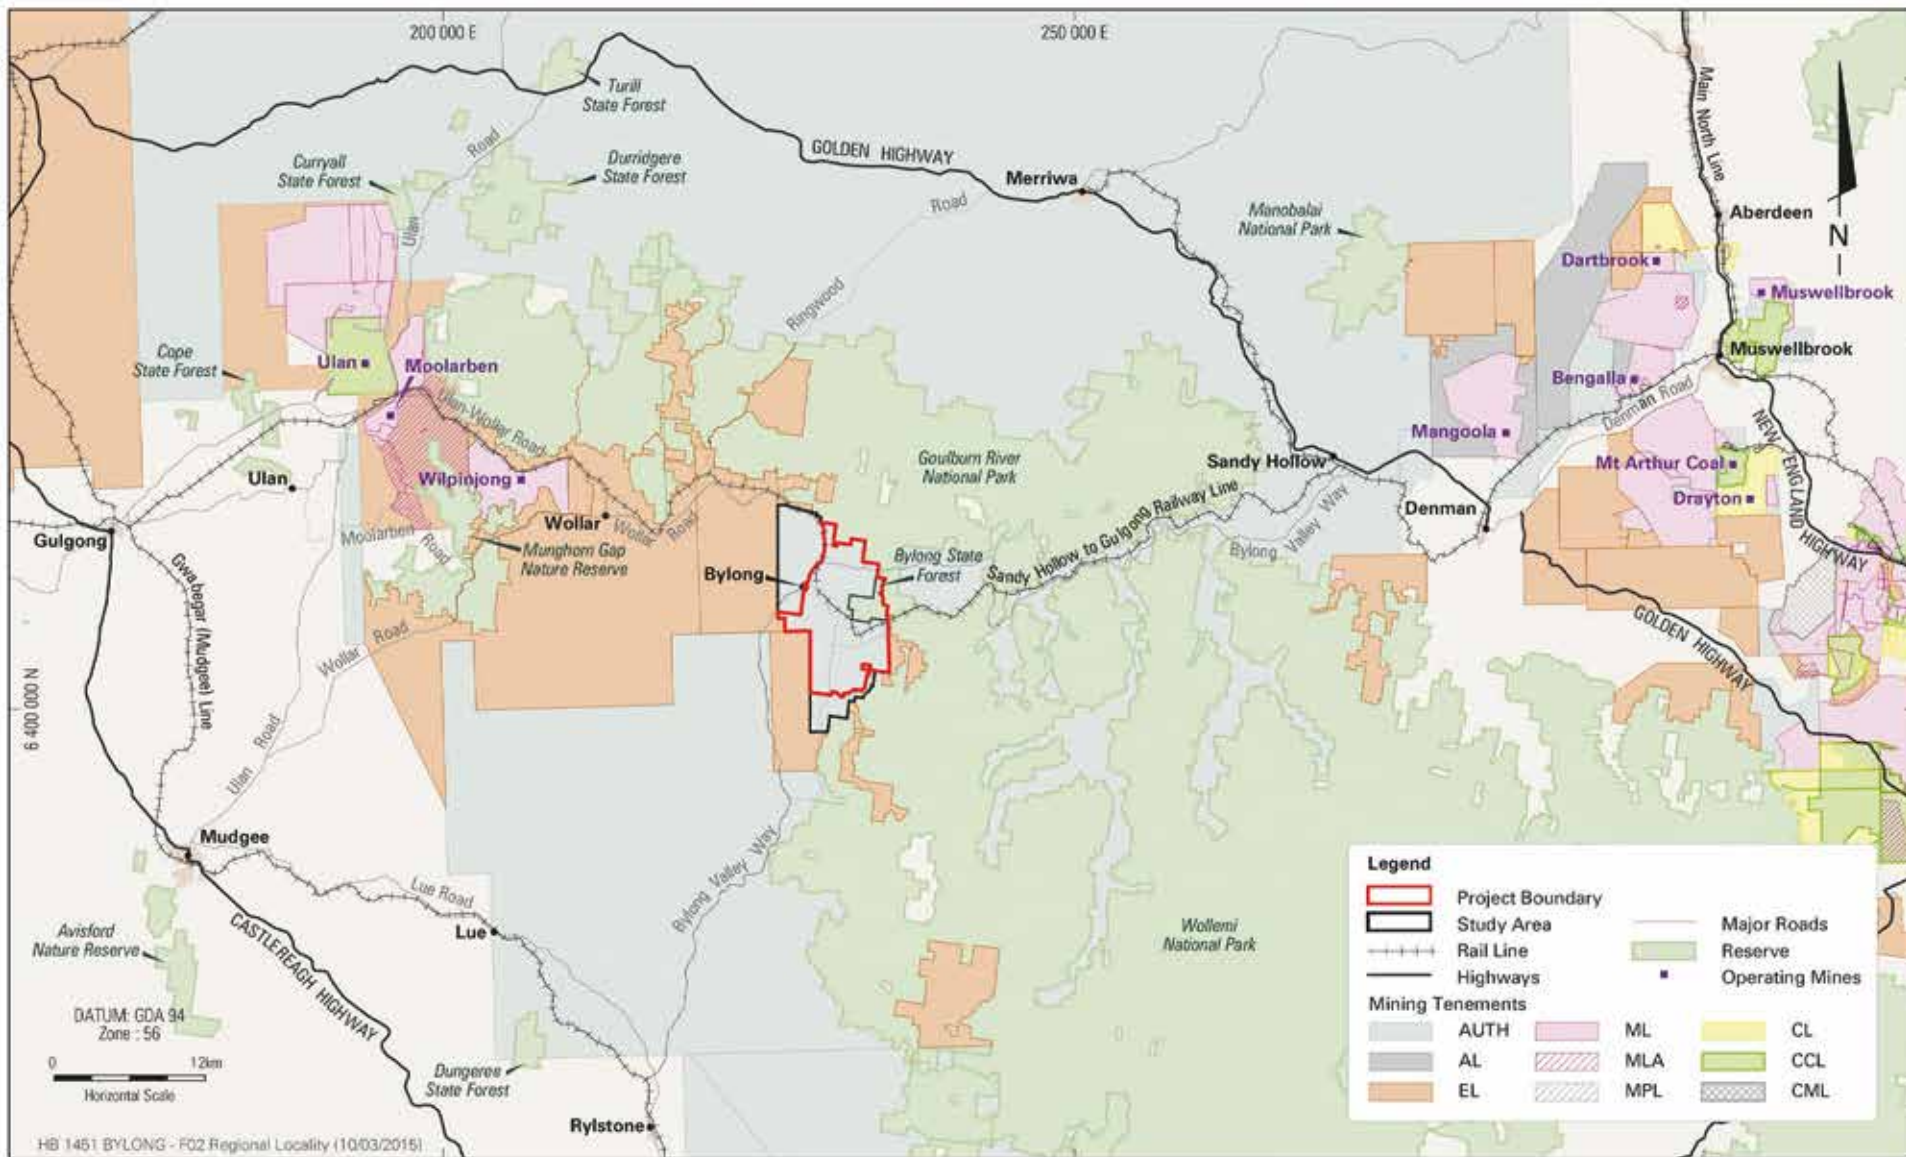 200 000 E
250 000 E
Main North Line
Turill
State Forest
Road
GOLDEN HIGHWAY
Curryall
State Forest
Durridgere
State Forest
Merriwa
Road
Manobalai
National Park
Aberdeen
N
Ulan
Dartbrook
Muswellbrook
Ringwood
Cope
State Forest
Ulan
Moolarben
Muswellbrook
Bengalla
Denman Road
Ulan-Wollar Road
Mangoola
NEW ENGLAND HIGHWAY
Goulburn River
National Park
Sandy Hollow
Mt Arthur Coal
Ulan
Wilpinjong
Drayton
Denman
Wollar
Wollar Road
Gulgong
Moolarben
Road
Munghorn Gap
Nature Reserve
Bylong State
Forest
Sandy Hollow to Gulgong Railway Line
Bylong Valley Way
Bylong
Gwabegar (Mudgee) Line
Wollar Road
GOLDEN HIGHWAY
6 400 000 N
Ulan Road
Mudgee
Bylong Valley Way
Lue Road
Lue
CASTLEREAGH HIGHWAY
Avisford
Nature Reserve
Wollemi
National Park
DATUM: GDA 94
Zone : 56
0 12km
Horizontal Scale
Dungeree
State Forest
Rylstone
HB 1451 BYLONG - F02 Regional Locality (10/03/2015)
Legend
Project Boundary
Study Area
Major Roads
Rail Line
Reserve
Highways
Operating Mines
Mining Tenements
AUTH
ML
CL
AL
MLA
CCL
EL
MPL
CML